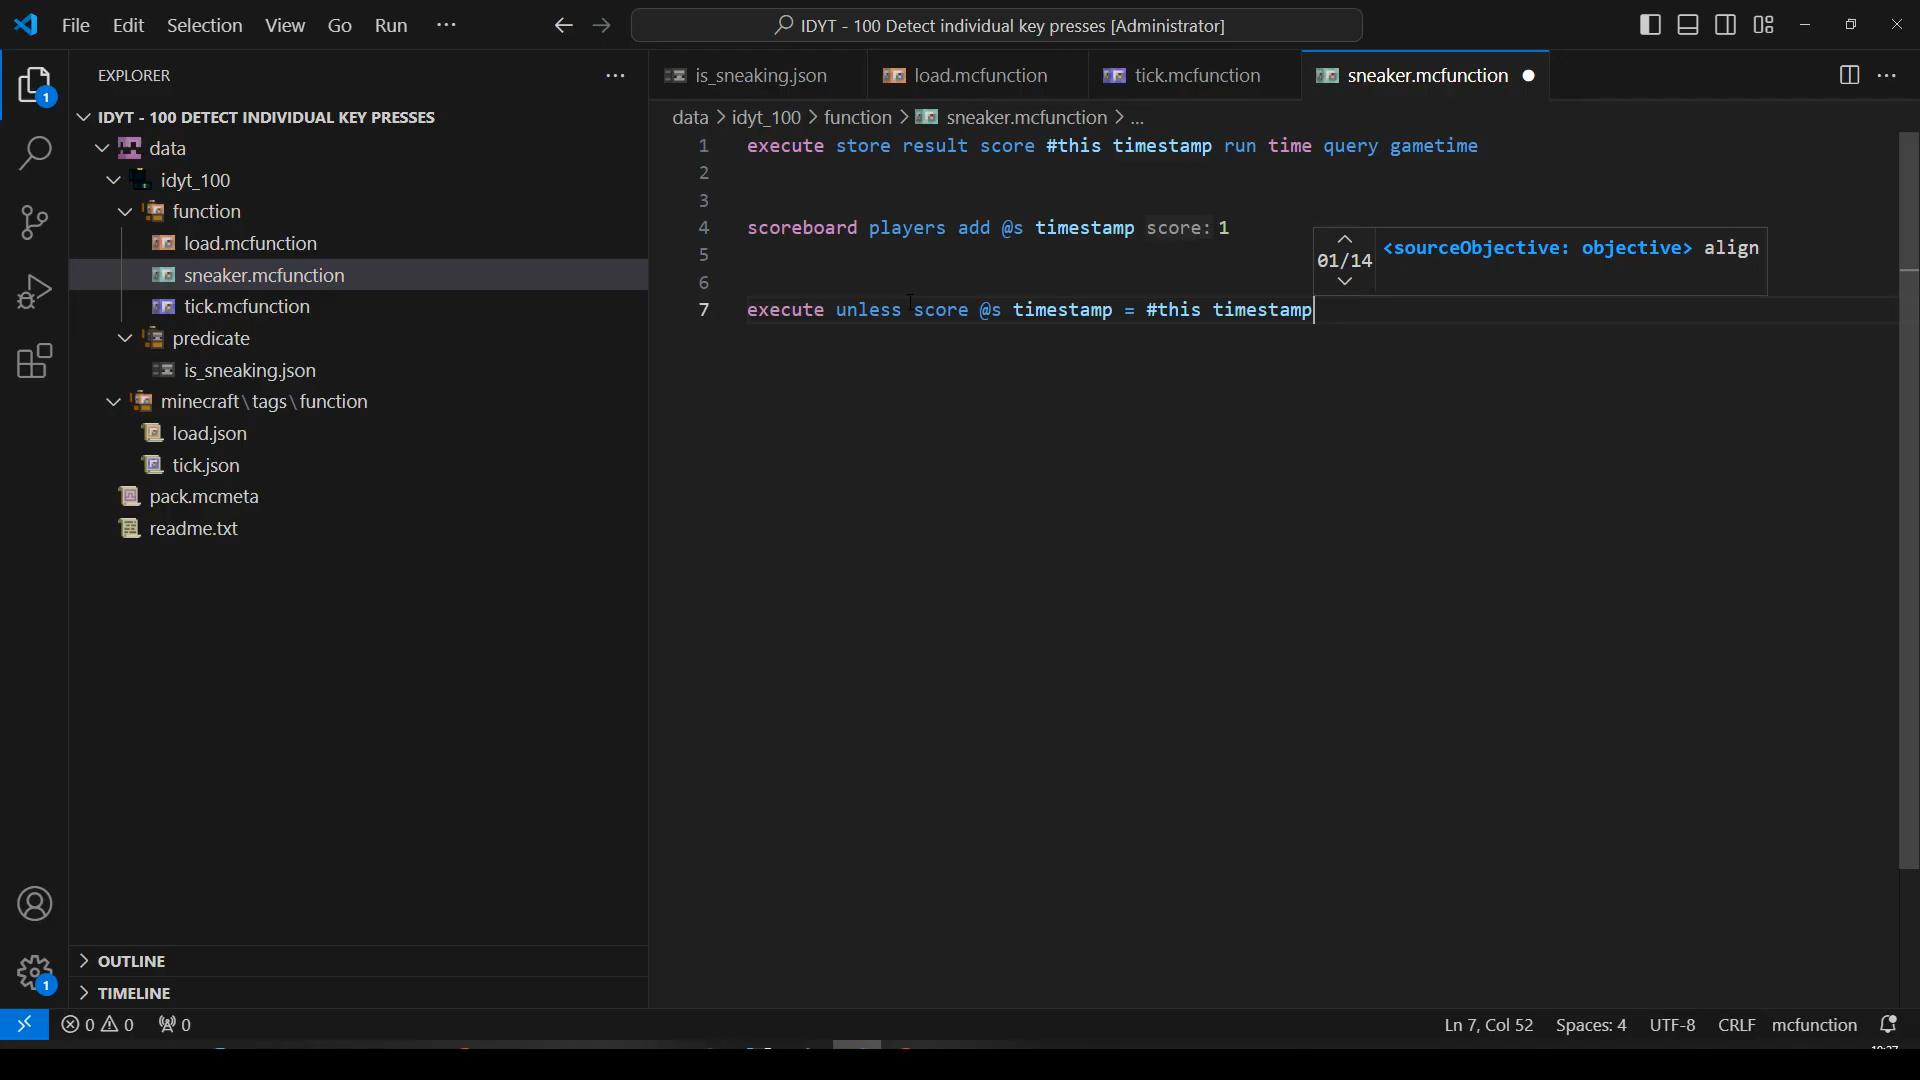 File Edit Selection View Go Run ···
IDYT - 100 Detect individual key presses [Administrator]
EXPLORER
1
is_sneaking.json
load.mcfunction
tick.mcfunction
sneaker.mcfunction
IDYT - 100 DETECT INDIVIDUAL KEY PRESSES
data
idyt_100
function
load.mcfunction
sneaker.mcfunction
tick.mcfunction
predicate
is_sneaking.json
minecraft\tags\function
load.json
tick.json
pack.mcmeta
readme.txt
OUTLINE
TIMELINE
1
data > idyt_100 > function > sneaker.mcfunction > ...
1 execute store result score #this timestamp run time query gametime
2
3
4 scoreboard players add @s timestamp score: 1
5
6
7 execute unless score @s timestamp = #this timestamp
01/14
<sourceObjective: objective> align
0 0 0
Ln 7, Col 52 Spaces: 4 UTF-8 CRLF mcfunction